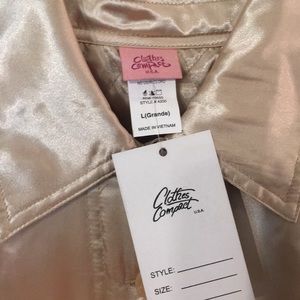 Clothes
Compact
U.S.A.
STYLE # 4200
L(Grande)
MADE IN VIETNAM
Clothes
Compact
U.S.A.
STYLE:
SIZE: